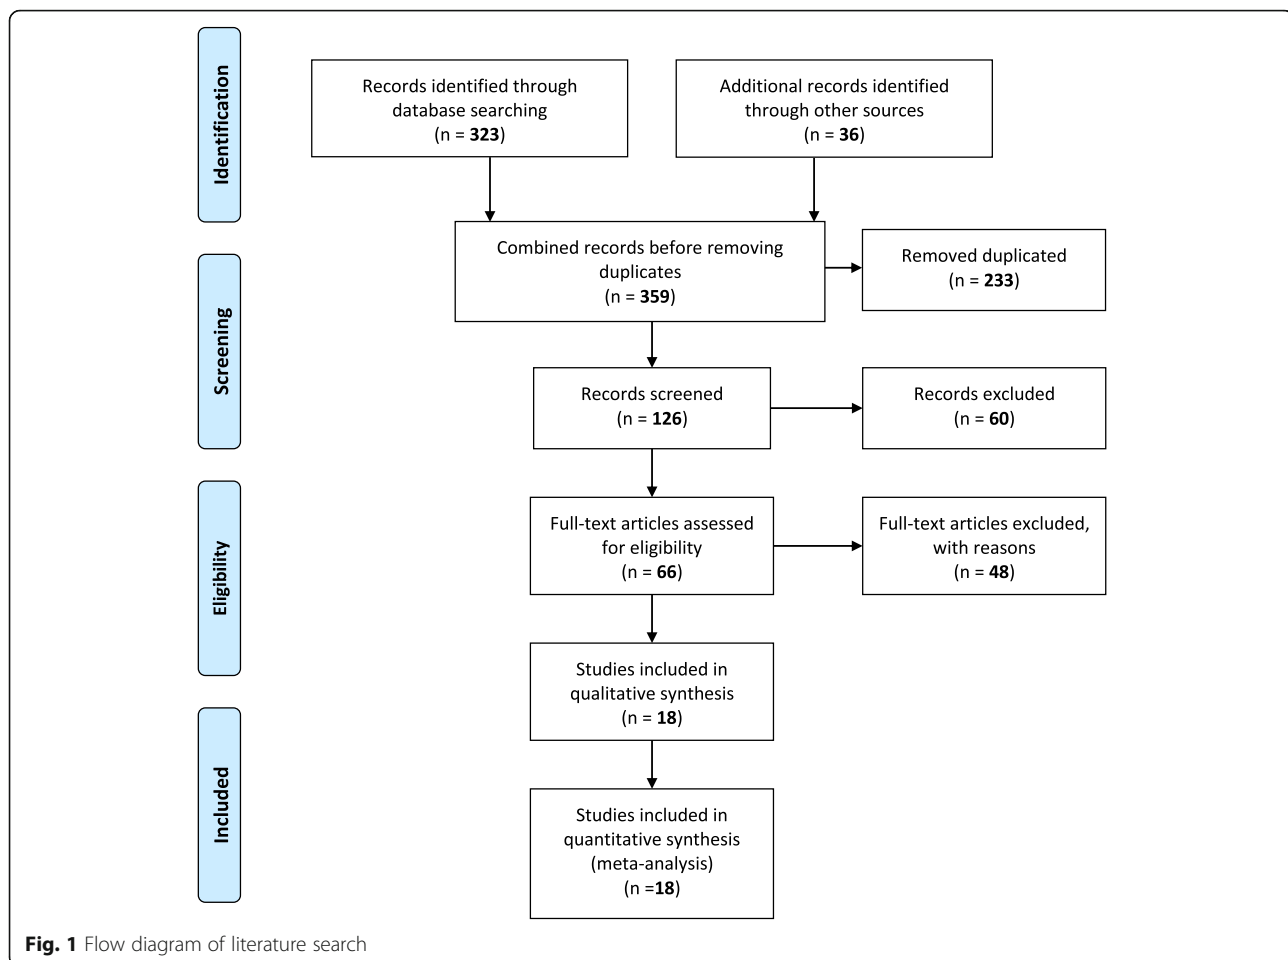 Identification
Records identified through
database searching
(n = 323)
Additional records identified
through other sources
(n = 36)
Combined records before removing
duplicates
(n = 359)
Removed duplicated
(n = 233)
Screening
Records screened
(n = 126)
Records excluded
(n = 60)
Eligibility
Full-text articles assessed
for eligibility
(n = 66)
Full-text articles excluded,
with reasons
(n = 48)
Studies included in
qualitative synthesis
(n = 18)
Included
Studies included in
quantitative synthesis
(meta-analysis)
(n =18)
Fig. 1 Flow diagram of literature search